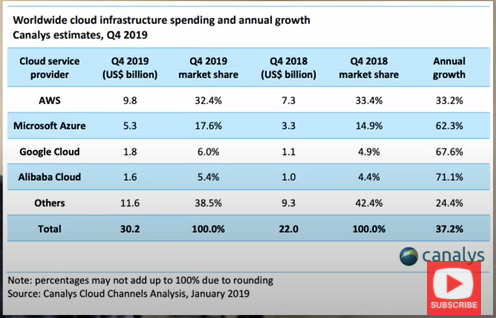 Worldwide cloud infrastructure spending and annual growth
Canalys estimates, Q4 2019
Cloud service provider Q4 2019 (US$ billion) Q4 2019 market share Q4 2018 (US$ billion) Q4 2018 market share Annual growth
AWS 9.8 32.4% 7.3 33.4% 33.2%
Microsoft Azure 5.3 17.6% 3.3 14.9% 62.3%
Google Cloud 1.8 6.0% 1.1 4.9% 67.6%
Alibaba Cloud 1.6 5.4% 1.0 4.4% 71.1%
Others 11.6 38.5% 9.3 42.4% 24.4%
Total 30.2 100.0% 22.0 100.0% 37.2%
canalys
Note: percentages may not add up to 100% due to rounding
Source: Canalys Cloud Channels Analysis, January 2019
SUBSCRIBE